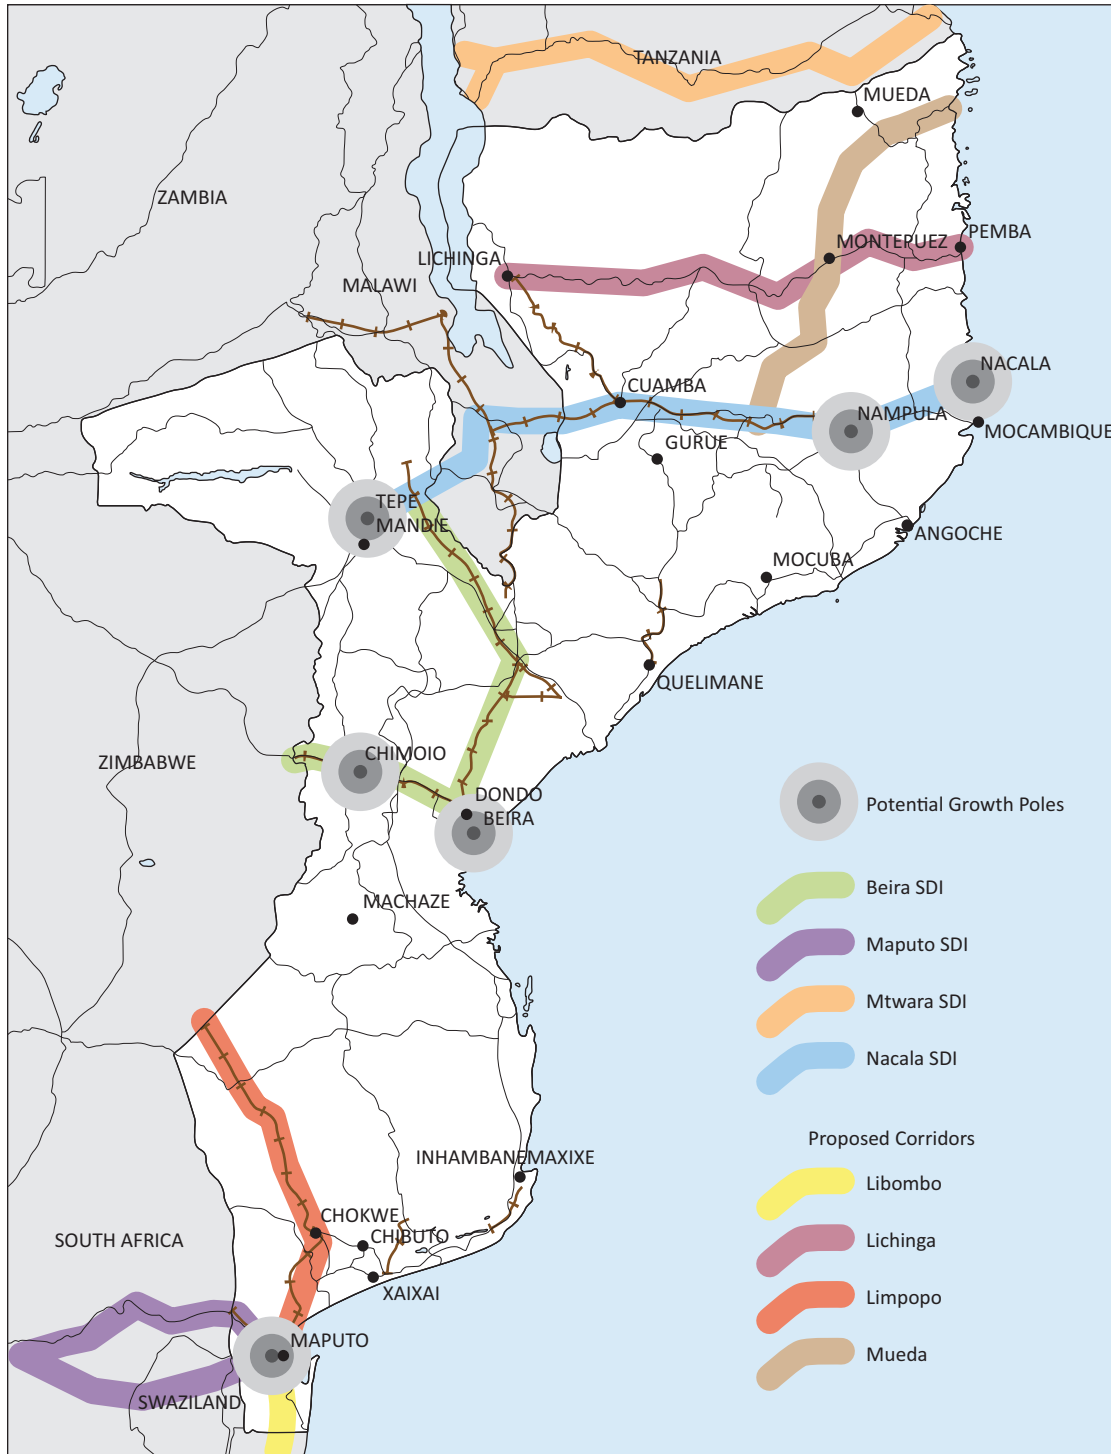 TANZANIA
MUEDA
ZAMBIA
PEMBA
MONTEPUEZ
LICHINGA
MALAWI
NACALA
CUAMBA
NAMPULA
MOCAMBIQUE
GURUE
TEPE
MANDIE
ANGOCHE
MOCUBA
QUELIMANE
CHIMOIO
ZIMBABWE
DONDO
BEIRA
Potential Growth Poles
Beira SDI
MACHAZE
Maputo SDI
Mtwara SDI
Nacala SDI
Proposed Corridors
INHAMBANEMAXIXE
Libombo
CHOKWE
CHIBUTO
SOUTH AFRICA
Lichinga
XAIXAI
Limpopo
MAPUTO
Mueda
SWAZILAND